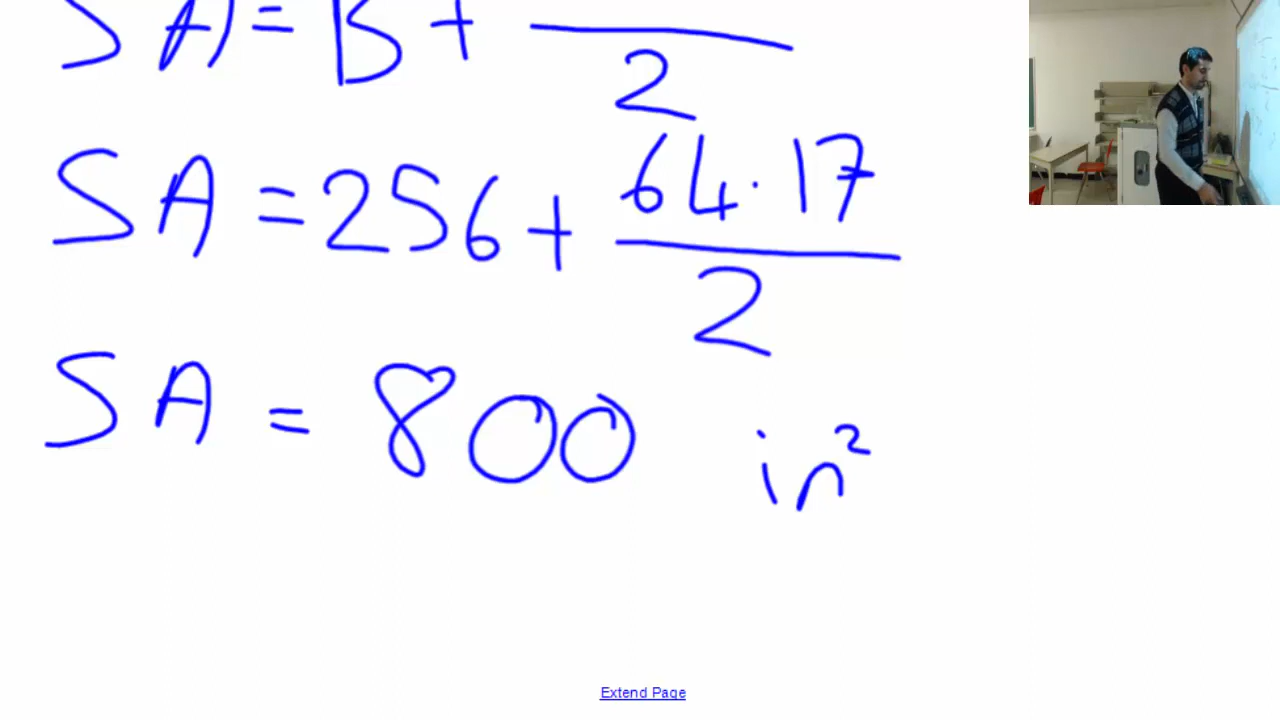 SA = B + ―/2
SA = 256 + 64·17/2
SA = 800 in²
Extend Page